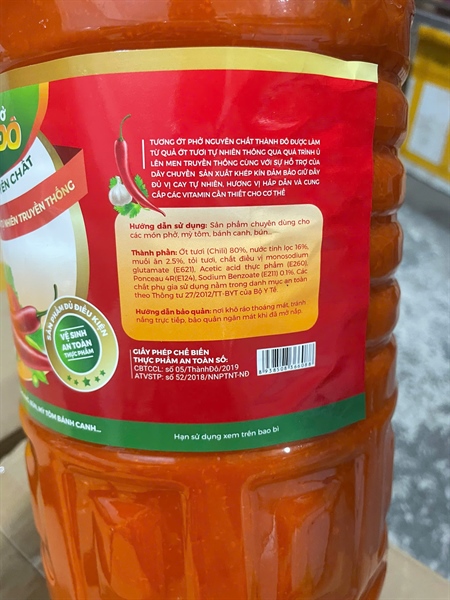 TƯƠNG ỚT PHỞ NGUYÊN CHẤT THÀNH ĐÔ ĐƯỢC LÀM
TỪ QUẢ ỚT TƯƠI TỰ NHIÊN THÔNG QUA QUÁ TRÌNH Ủ
LÊN MEN TRUYỀN THỐNG CÙNG VỚI SỰ HỖ TRỢ CỦA
DÂY CHUYỀN SẢN XUẤT KHÉP KÍN ĐẢM BẢO GIỮ DẦY
ĐỦ VỊ CAY TỰ NHIÊN, HƯƠNG VỊ HẤP DẪN VÀ CUNG
CẤP CÁC VITAMIN CẦN THIẾT CHO CƠ THỂ
Hướng dẫn sử dụng: Sản phẩm chuyên dùng cho
các món phở, mỳ tôm, bánh canh, bún...
Thành phần: Ớt tươi (Chili) 80%, nước tinh lọc 16%,
muối ăn 2.5%, tỏi tươi, chất điều vị monosodium
glutamate (E621), Acetic acid thực phẩm (E260),
Ponceau 4R(E124), Sodium Benzoate (E211) 0.1%. Các
chất phụ gia sử dụng nằm trong danh mục an toàn
theo Thông tư 27/2012/TT-BYT của Bộ Y Tế.
Hướng dẫn bảo quản: nơi khô ráo thoáng mát, tránh
nắng trực tiếp, bảo quản ngăn mát khi đã mở nắp.
GIẤY PHÉP CHẾ BIẾN
THỰC PHẨM AN TOÀN SỐ:
CBTCCL: số 05/ThànhĐô/2019
ATVSTP: số 52/2018/NNPTNT-NĐ
SẢN PHẨM ĐỦ ĐIỀU KIỆN
VỆ SINH
AN TOÀN
THỰC PHẨM
NHIÊN TRUYỀN THỐNG
CHẤT
MỲ TÔM BÁNH CANH...
Hạn sử dụng xem trên bao bì